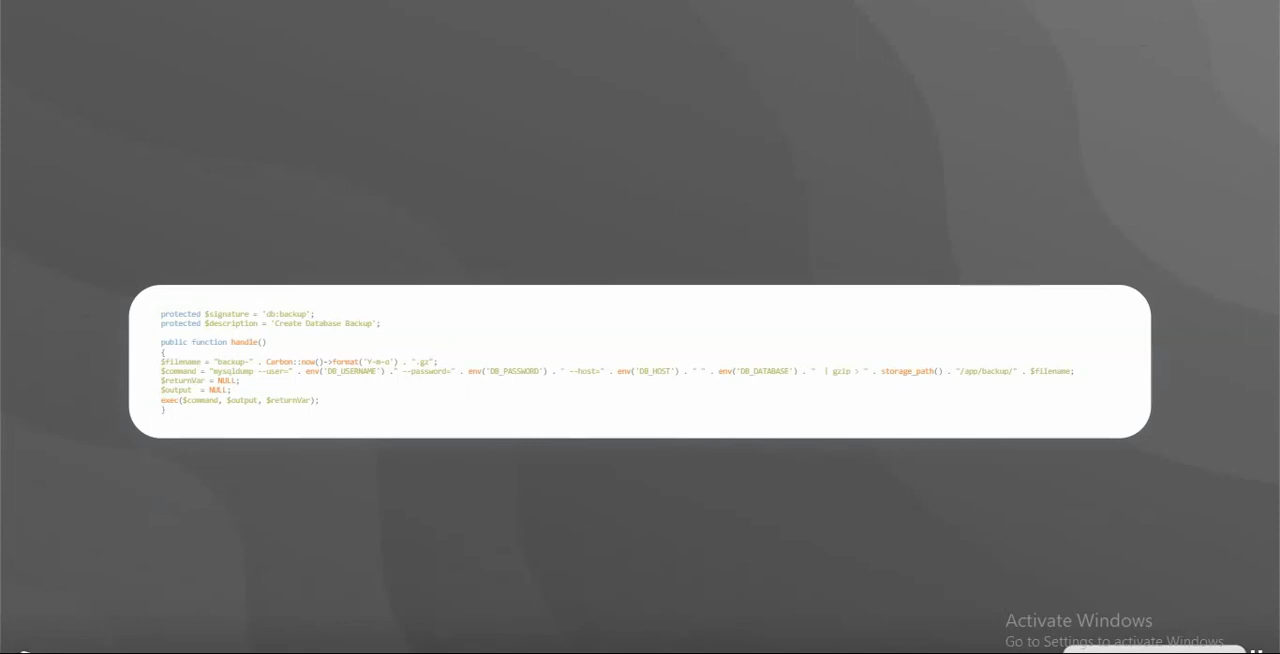 protected $signature = 'db:backup';
protected $description = 'Create Database Backup';
public function handle()
{
$filename = "backup-" . Carbon::now()->format('Y-m-d') . ".gz";
$command = "mysqldump --user=" . env('DB_USERNAME') ." --password=" . env('DB_PASSWORD') . " --host=" . env('DB_HOST') . " " . env('DB_DATABASE') . "  | gzip > " . storage_path() . "/app/backup/" . $filename;
$returnVar = NULL;
$output  = NULL;
exec($command, $output, $returnVar);
}
Activate Windows
Go to Settings to activate Windows.